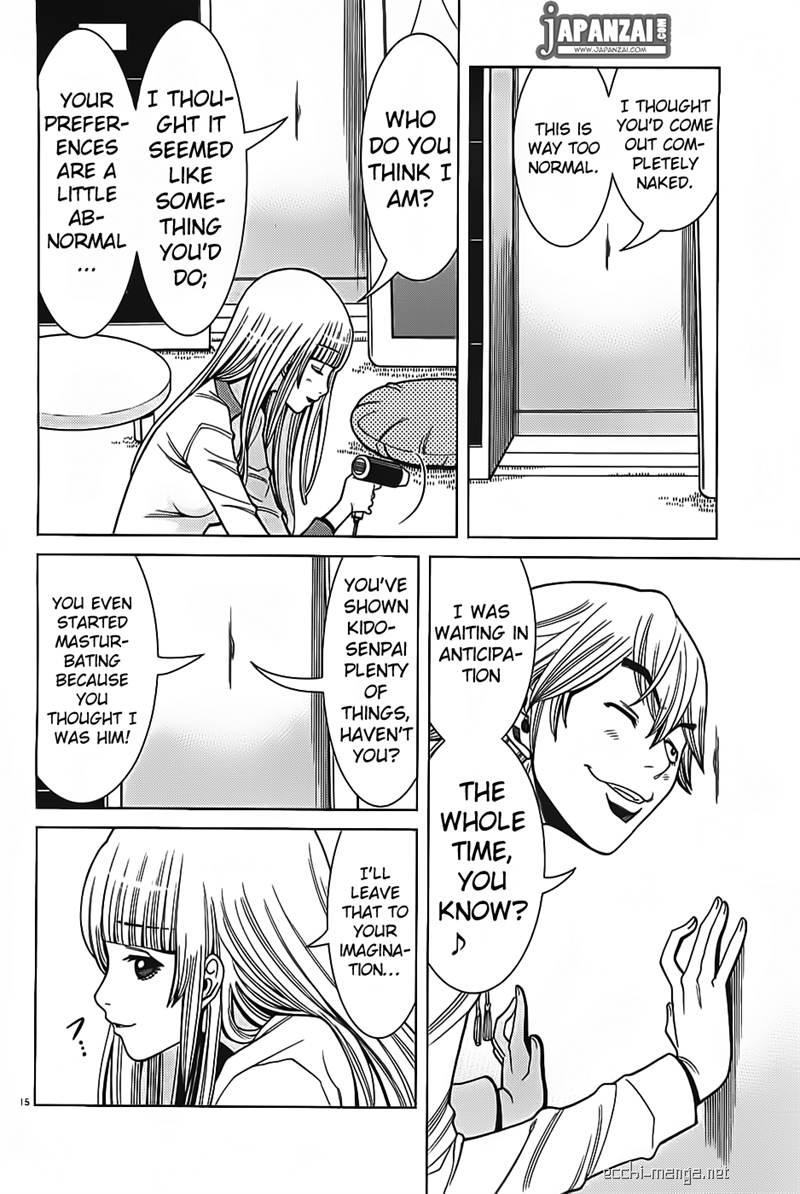 JAPANZAI
.COM
WWW.JAPANZAI.COM
I THOUGHT
YOU'D COME
OUT COM-
PLETELY
NAKED.
THIS IS
WAY TOO
NORMAL.
WHO
DO YOU
THINK I
AM?
I THOU-
GHT IT
SEEMED
LIKE
SOME-
THING
YOU'D
DO;
YOUR
PREFER-
ENCES
ARE A
LITTLE
AB-
NORMAL
...
I WAS
WAITING IN
ANTICIPA-
TION
THE
WHOLE
TIME,
YOU
KNOW?
♪
YOU'VE
SHOWN
KIDO-
SENPAI
PLENTY
OF
THINGS,
HAVEN'T
YOU?
YOU EVEN
STARTED
MASTUR-
BATING
BECAUSE
YOU
THOUGHT I
WAS HIM!
I'LL
LEAVE
THAT TO
YOUR
IMAGINA-
TION...
15
ecchi-manga.net